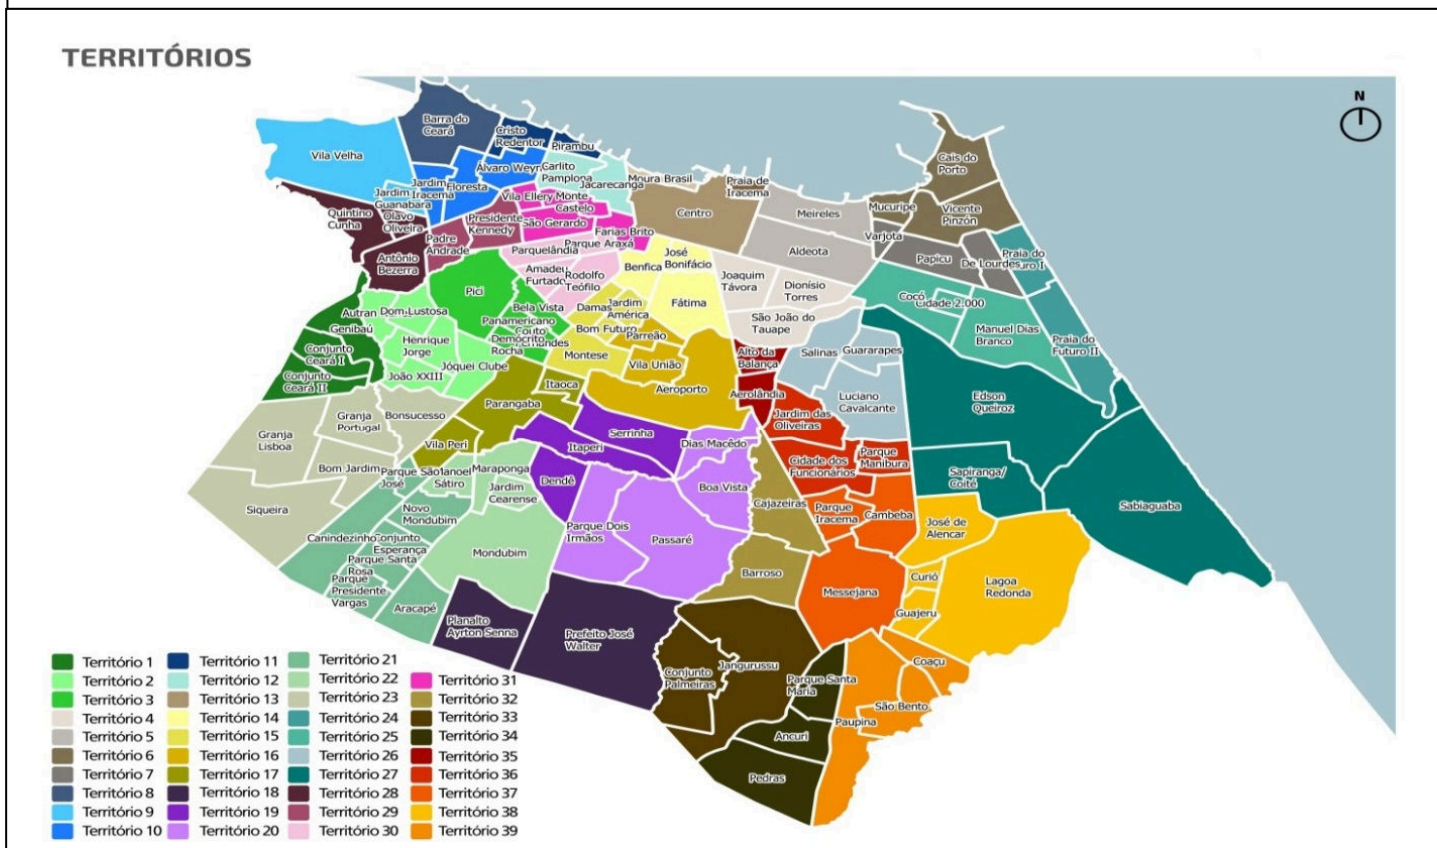 TERRITÓRIOS
N
Barra do
Ceará
Cristo
Redentor
Pirambu
Vila Velha
Álvaro Weyne
Carlito
Pamplona
Jacarecanga
Moura Brasil
Praia de
Iracema
Cais do
Porto
Jardim
Iracema
Floresta
Jardim
Guanabara
Vila Ellery
Monte
Castelo
Centro
Meireles
Mucuripe
Vicente
Pinzón
Quintino
Cunha
Olavo
Oliveira
Presidente
Kennedy
São Gerardo
Farias Brito
Varjota
Padre
Andrade
Parque Araxá
Parquelândia
Aldeota
Papicu
De Lourdes
Praia do
Futuro I
Antônio
Bezerra
Amadeu
Furtado
Rodolfo
Teófilo
Benfica
José
Bonifácio
Joaquim
Távora
Dionísio
Torres
Pici
Cocó
Cidade 2.000
Autran
Dom Lustosa
Bela Vista
Damas
Jardim
América
Fátima
São João do
Tauape
Manuel Dias
Branco
Praia do
Futuro II
Genibaú
Panamericano
Couto
Fernandes
Demócrito
Rocha
Bom Futuro
Parreão
Henrique
Jorge
Conjunto
Ceará I
Jóquei Clube
Montese
Vila União
Alto da
Balança
Salinas
Guararapes
Conjunto
Ceará II
João XXIII
Itaoca
Aeroporto
Aerolândia
Luciano
Cavalcante
Edson
Queiroz
Granja
Portugal
Bonsucesso
Parangaba
Jardim das
Oliveiras
Granja
Lisboa
Vila Peri
Itaperi
Serrinha
Dias Macêdo
Cidade dos
Funcionários
Parque
Manibura
Bom Jardim
Parque
José
São
Manoel
Sátiro
Maraponga
Dendê
Boa Vista
Cajazeiras
Sapiranga/
Coité
Sabiaguaba
Siqueira
Jardim
Cearense
Novo
Mondubim
Parque
Iracema
Cambeba
José de
Alencar
Canindezinho
Conjunto
Esperança
Parque Santa
Rosa
Mondubim
Parque Dois
Irmãos
Passaré
Barroso
Messejana
Curió
Lagoa
Redonda
Parque
Presidente
Vargas
Aracapé
Planalto
Ayrton Senna
Prefeito José
Walter
Guajeru
Conjunto
Palmeiras
Jangurussu
Parque Santa
Maria
Coaçu
São Bento
Paupina
Ancuri
Pedras
Território 1
Território 2
Território 3
Território 4
Território 5
Território 6
Território 7
Território 8
Território 9
Território 10
Território 11
Território 12
Território 13
Território 14
Território 15
Território 16
Território 17
Território 18
Território 19
Território 20
Território 21
Território 22
Território 23
Território 24
Território 25
Território 26
Território 27
Território 28
Território 29
Território 30
Território 31
Território 32
Território 33
Território 34
Território 35
Território 36
Território 37
Território 38
Território 39